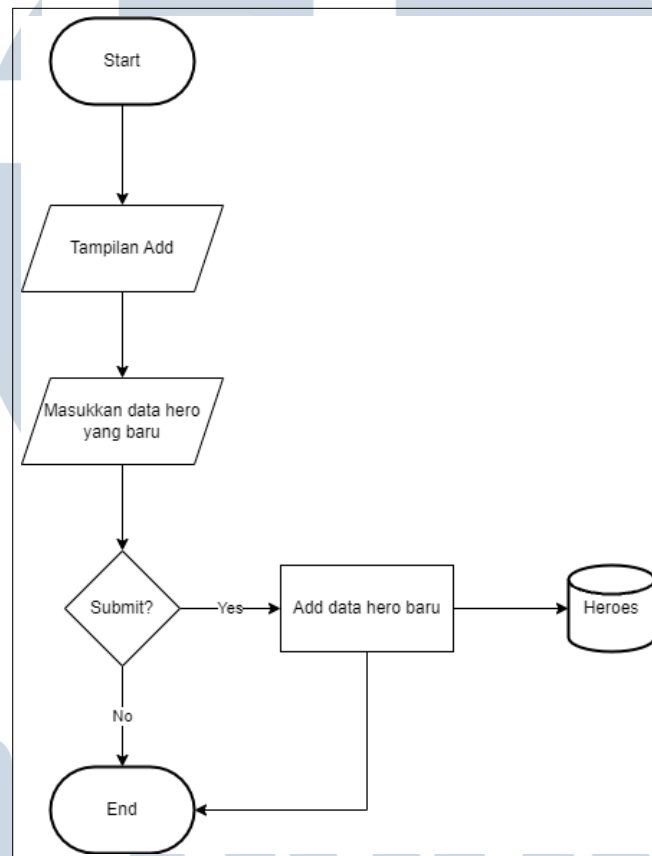 Start
Tampilan Add
Masukkan data hero
yang baru
Submit?
Yes
Add data hero baru
Heroes
No
End